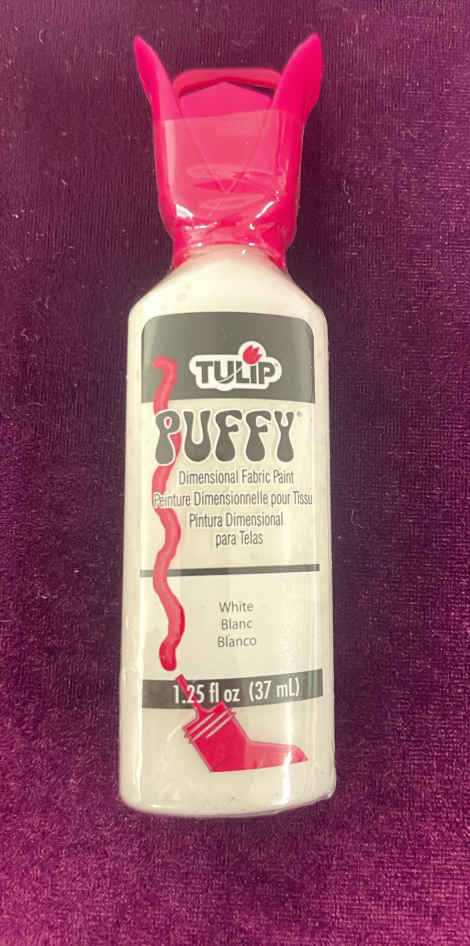 TULIP
PUFFY®
Dimensional Fabric Paint
Peinture Dimensionnelle pour Tissu
Pintura Dimensional
para Telas
White
Blanc
Blanco
1.25 fl oz (37 mL)